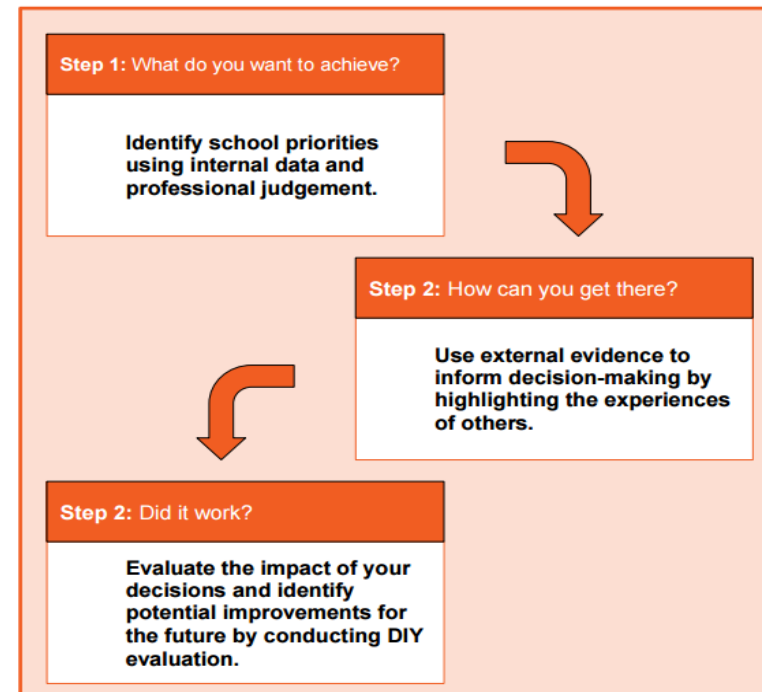 Step 1: What do you want to achieve?
Identify school priorities
using internal data and
professional judgement.
Step 2: How can you get there?
Use external evidence to
inform decision-making by
highlighting the experiences
of others.
Step 2: Did it work?
Evaluate the impact of your
decisions and identify
potential improvements for
the future by conducting DIY
evaluation.